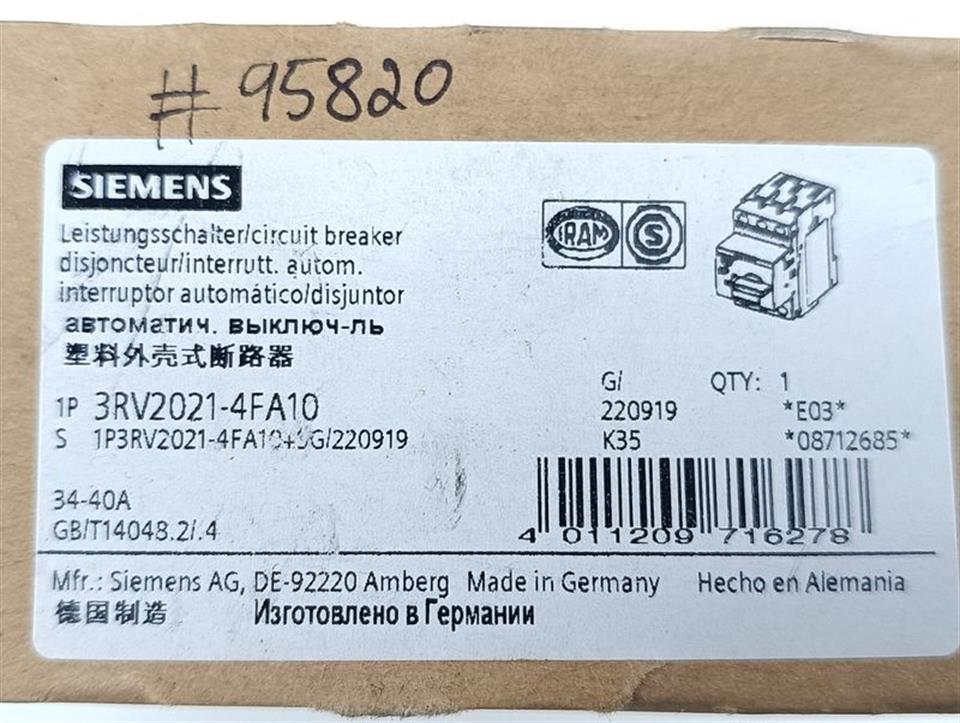 #95820
SIEMENS
Leistungsschalter/circuit breaker
disjoncteur/interrutt. autom.
interruptor automático/disjuntor
автоматич. выключ-ль
塑料外壳式断路器
IRAM S
1P 3RV2021-4FA10
S 1P3RV2021-4FA10+SG/220919
G/ QTY: 1
220919 *E03*
K35 *08712685*
34-40A
GB/T14048.2/.4
4 011209 716278
Mfr.: Siemens AG, DE-92220 Amberg Made in Germany Hecho en Alemania
德国制造 Изготовлено в Германии